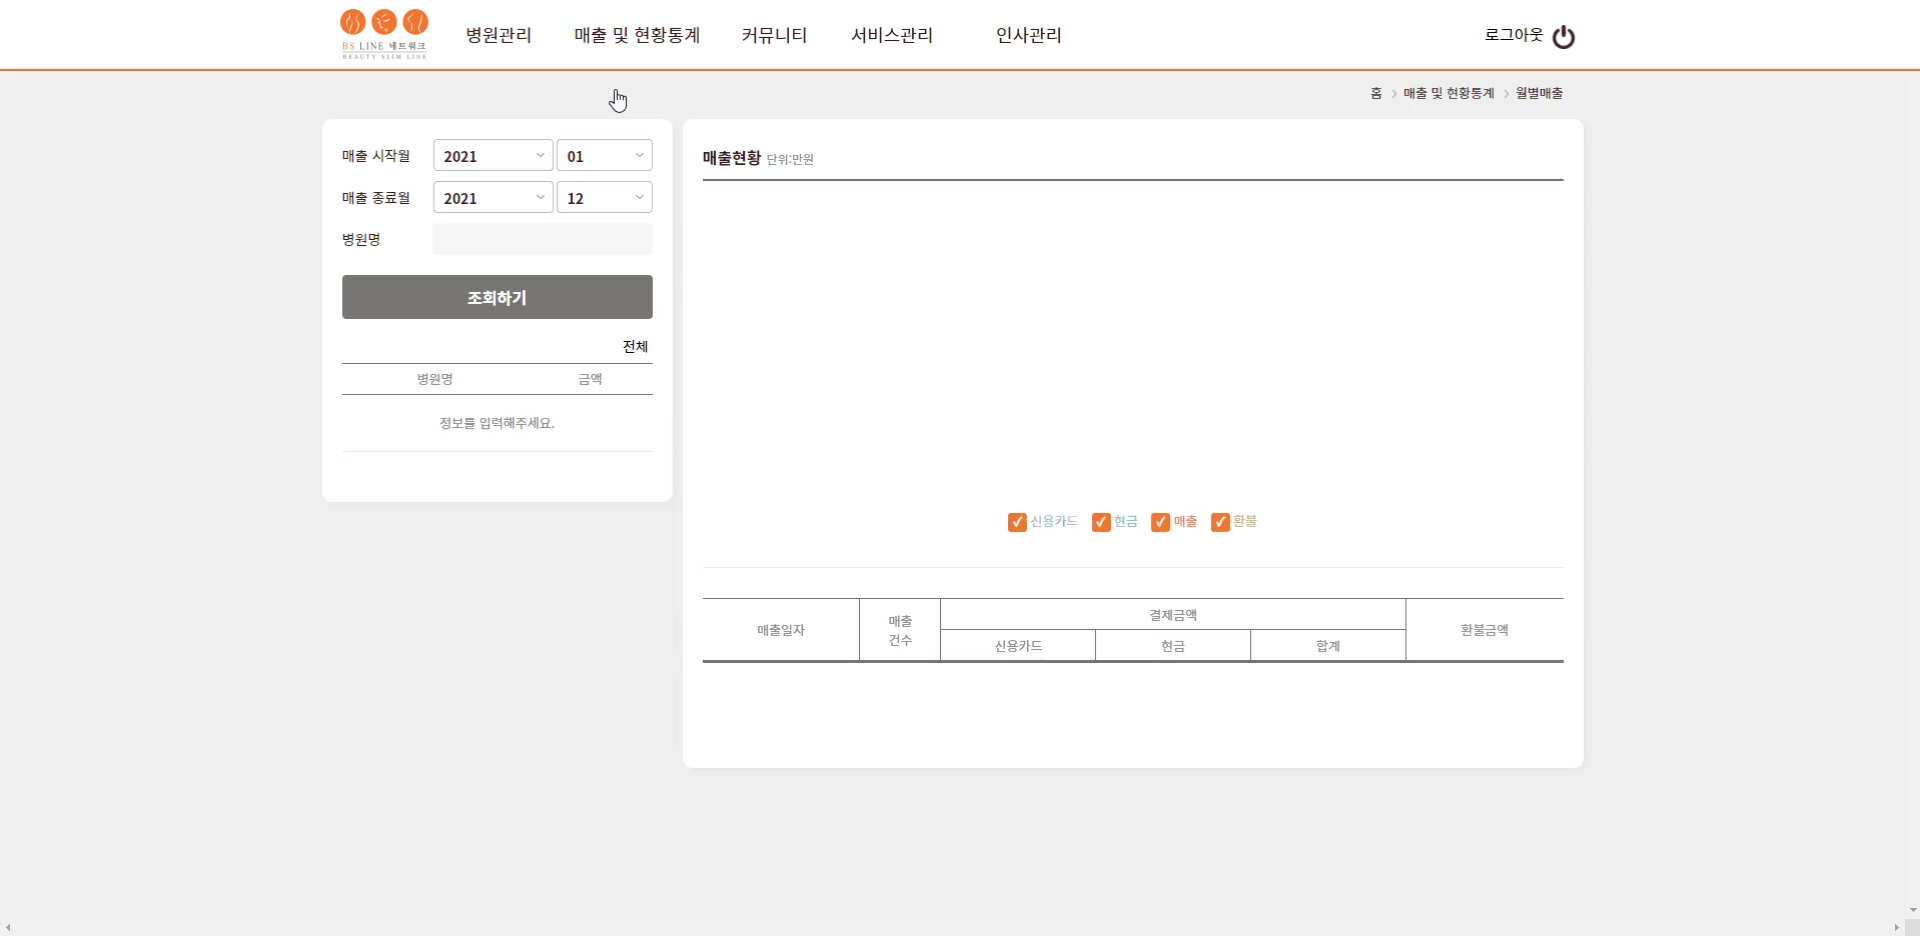 BS LINE 네트워크
BEAUTY SLIM LINE
병원관리 매출 및 현황통계 커뮤니티 서비스관리 인사관리 로그아웃
홈 > 매출 및 현황통계 > 월별매출
매출 시작월 2021 01
매출 종료월 2021 12
병원명
조회하기
전체
병원명 금액
정보를 입력해주세요.
매출현황 단위:만원
신용카드 현금 매출 환불
매출일자 매출 건수 결제금액 환불금액
신용카드 현금 합계